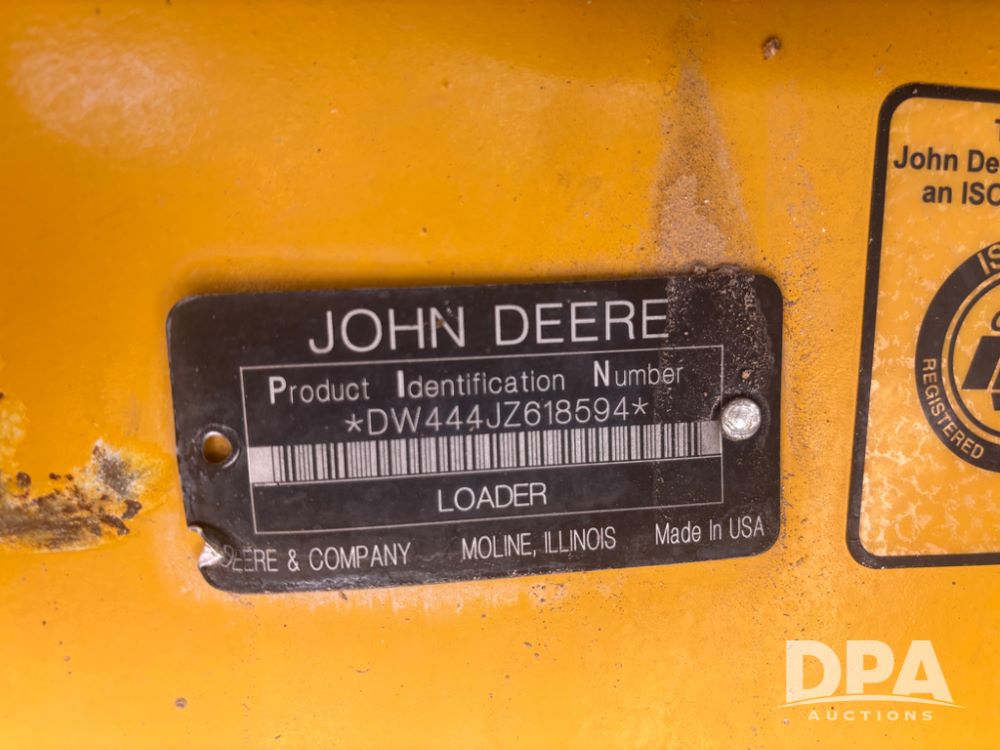 JOHN DEERE
Product Identification Number
*DW444JZ618594*
LOADER
DEERE & COMPANY MOLINE, ILLINOIS Made In USA
John De
an ISO
IS
REGISTERED
DPA
AUCTIONS